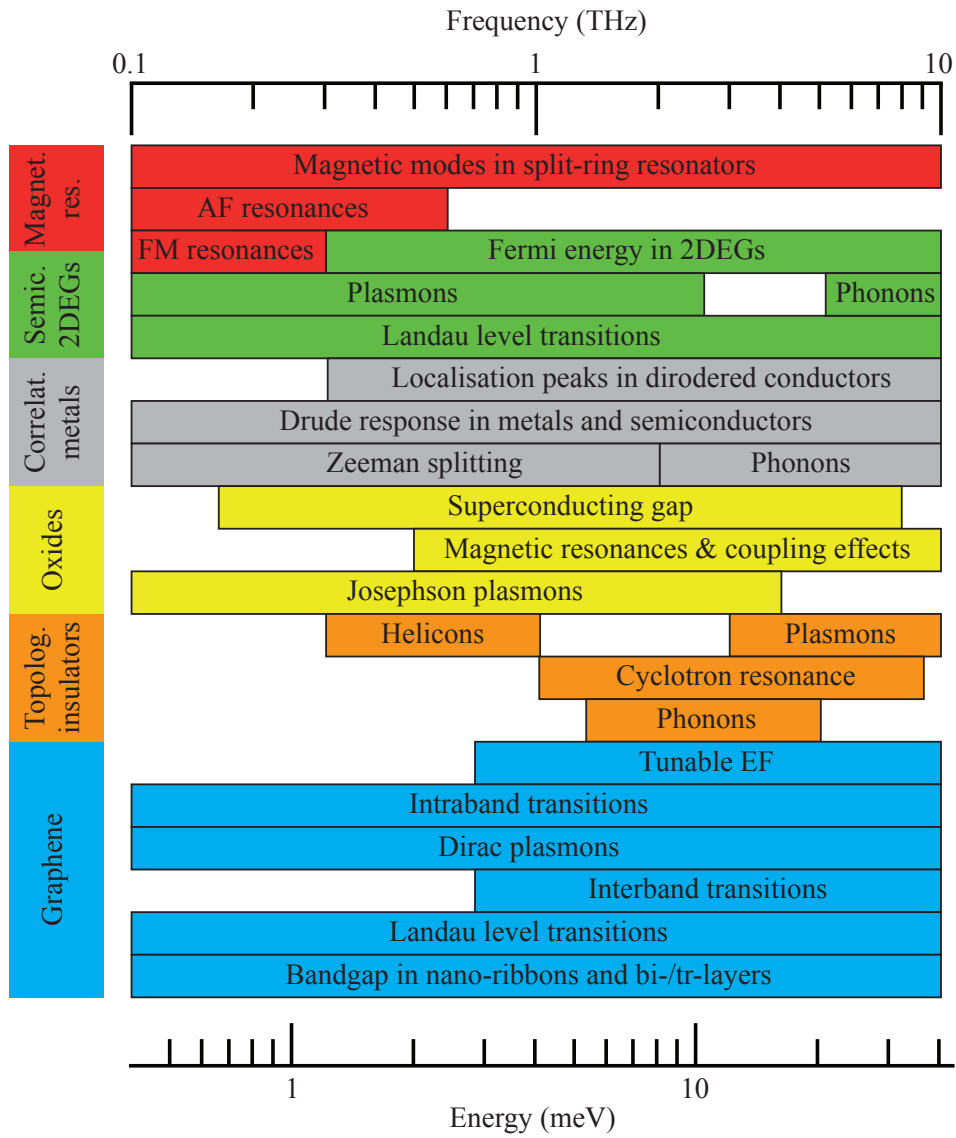 Frequency (THz)
0.1 1 10
Magnet.
res.
Magnetic modes in split-ring resonators
AF resonances
FM resonances Fermi energy in 2DEGs
Semic.
2DEGs
Plasmons Phonons
Landau level transitions
Correlat.
metals
Localisation peaks in dirodered conductors
Drude response in metals and semiconductors
Zeeman splitting Phonons
Oxides
Superconducting gap
Magnetic resonances & coupling effects
Josephson plasmons
Topolog.
insulators
Helicons Plasmons
Cyclotron resonance
Phonons
Graphene
Tunable EF
Intraband transitions
Dirac plasmons
Interband transitions
Landau level transitions
Bandgap in nano-ribbons and bi-/tr-layers
1 10
Energy (meV)